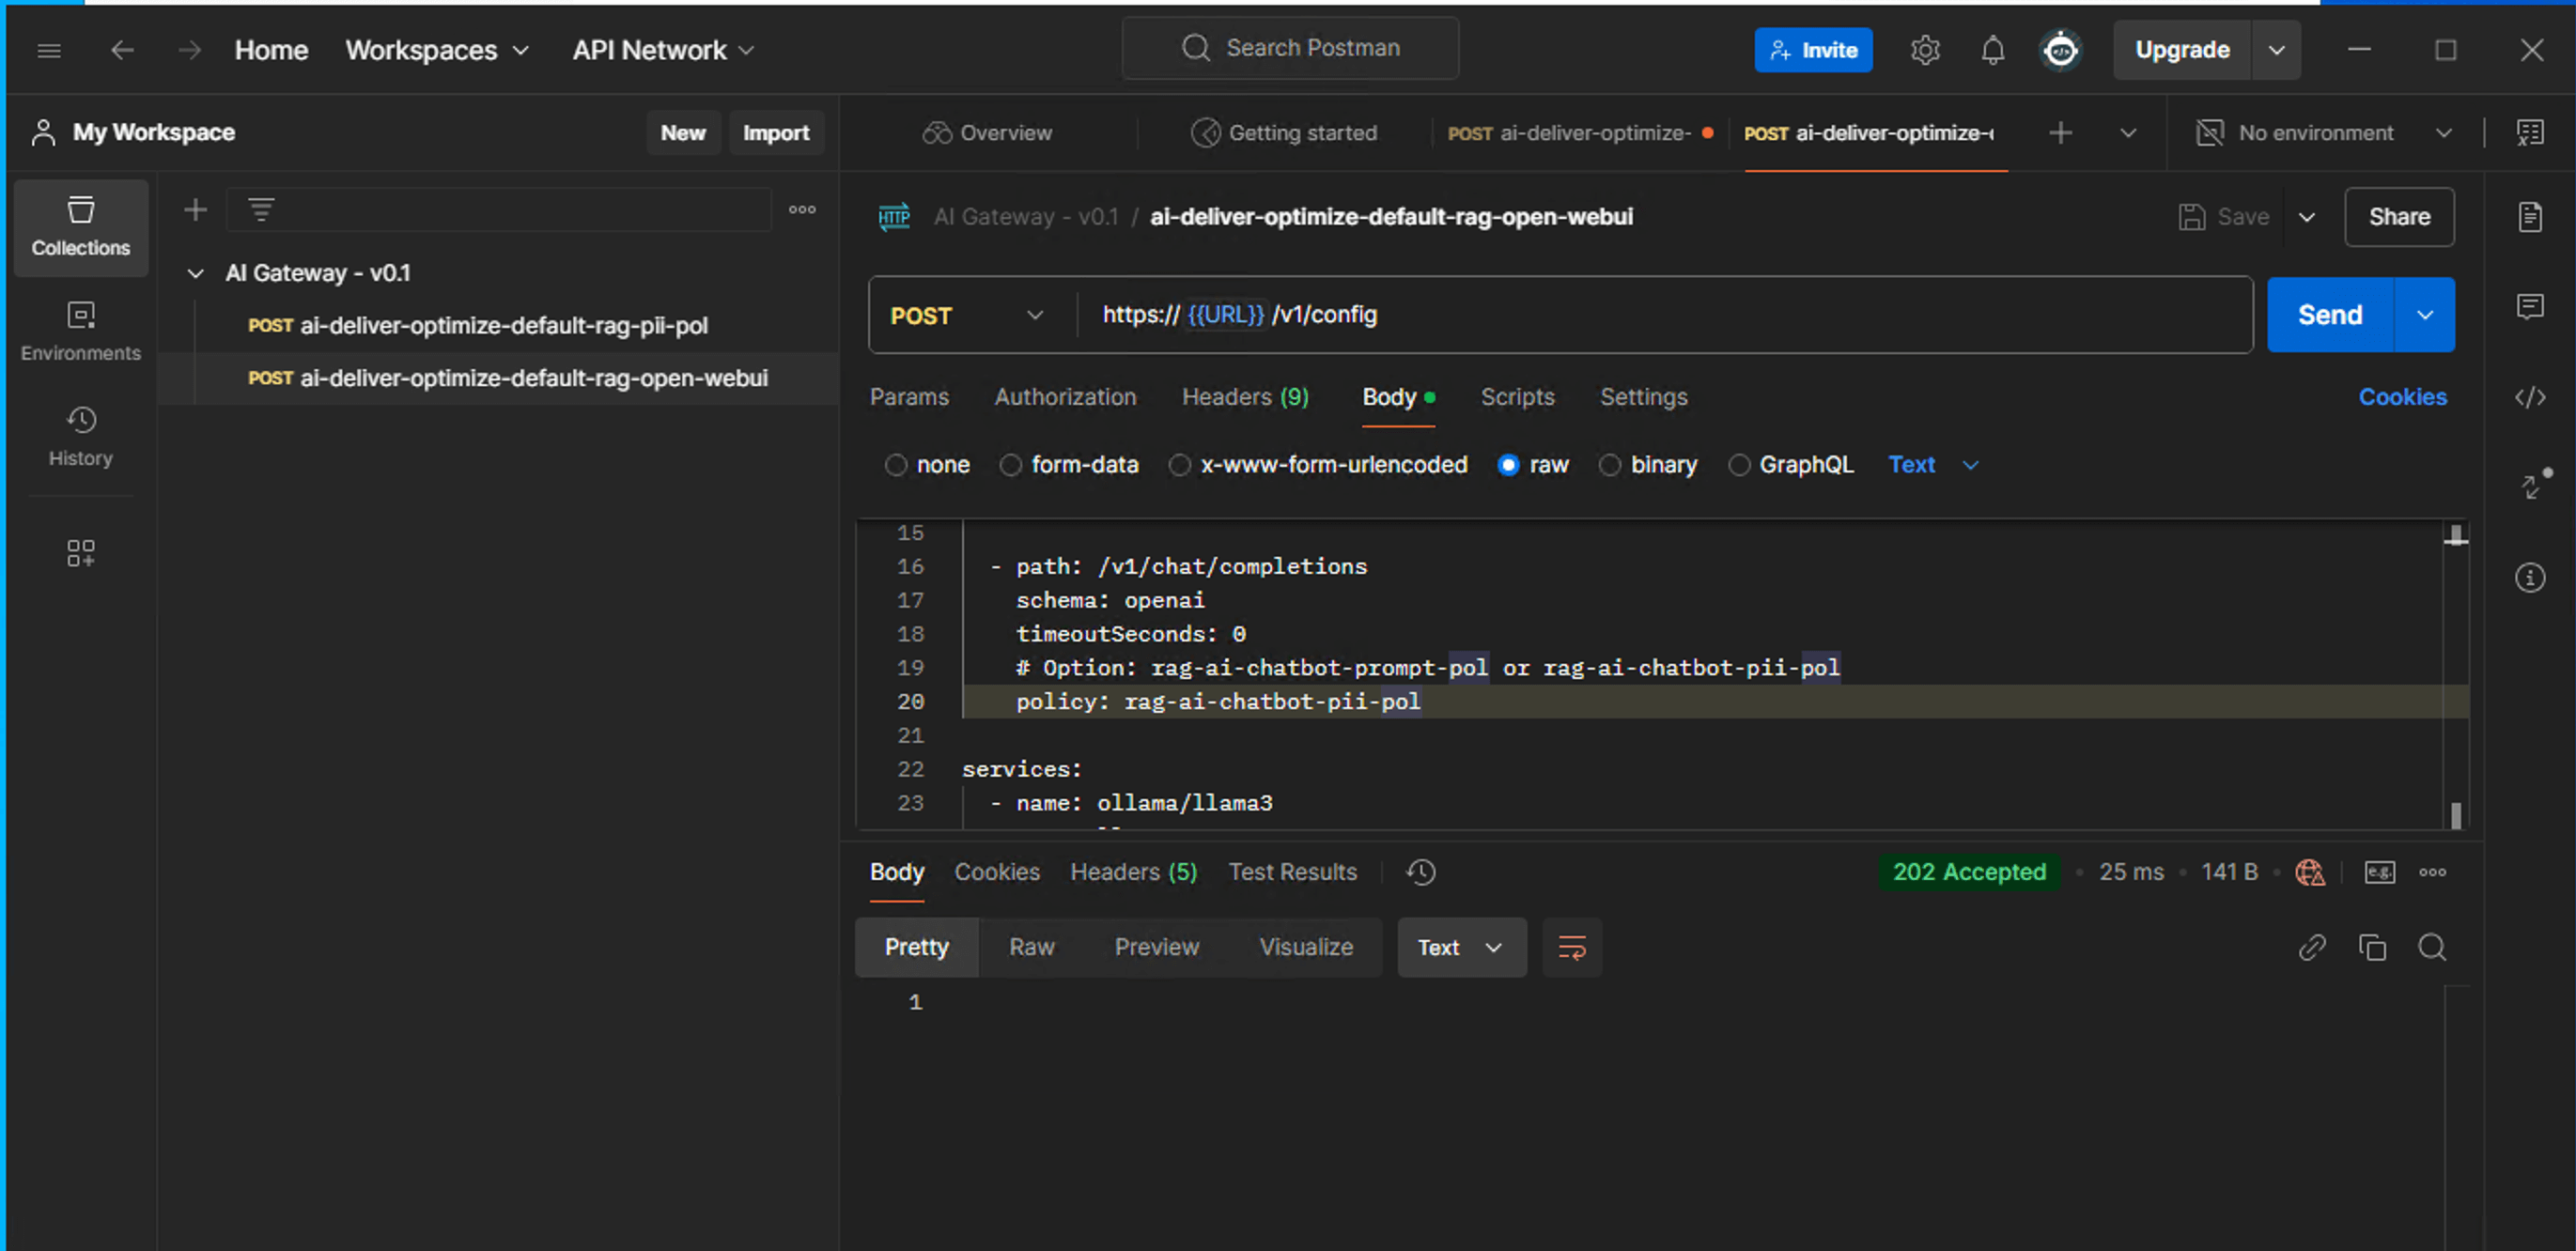 Home Workspaces API Network Search Postman Invite Upgrade
My Workspace New Import Overview Getting started POST ai-deliver-optimize- POST ai-deliver-optimize- No environment
Collections
Environments
History
AI Gateway - v0.1
POST ai-deliver-optimize-default-rag-pii-pol
POST ai-deliver-optimize-default-rag-open-webui
HTTP AI Gateway - v0.1 / ai-deliver-optimize-default-rag-open-webui Save Share
POST https:// {{URL}} /v1/config Send
Params Authorization Headers (9) Body Scripts Settings Cookies
none form-data x-www-form-urlencoded raw binary GraphQL Text
15
16 - path: /v1/chat/completions
17 schema: openai
18 timeoutSeconds: 0
19 # Option: rag-ai-chatbot-prompt-pol or rag-ai-chatbot-pii-pol
20 policy: rag-ai-chatbot-pii-pol
21
22 services:
23 - name: ollama/llama3
Body Cookies Headers (5) Test Results 202 Accepted • 25 ms • 141 B • e.g.
Pretty Raw Preview Visualize Text
1